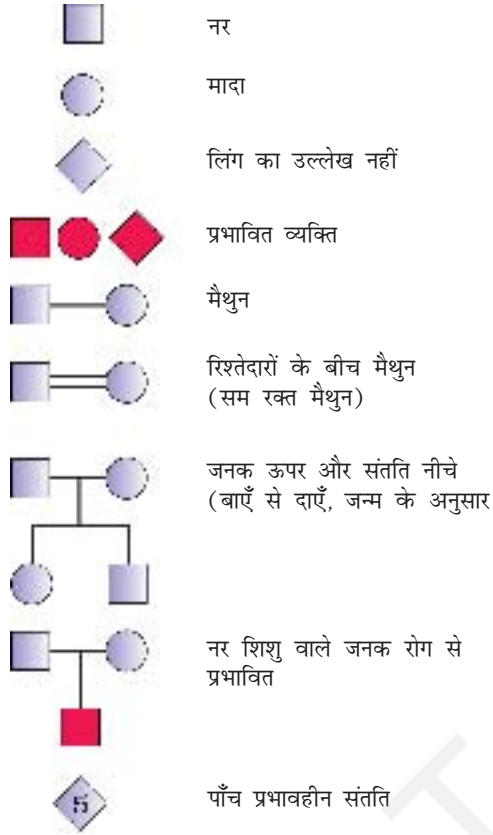 नर
मादा
लिंग का उल्लेख नहीं
प्रभावित व्यक्ति
मैथुन
रिश्तेदारों के बीच मैथुन
(सम रक्त मैथुन)
जनक ऊपर और संतति नीचे
(बाएँ से दाएँ, जन्म के अनुसार
नर शिशु वाले जनक रोग से
प्रभावित
5 पाँच प्रभावहीन संतति